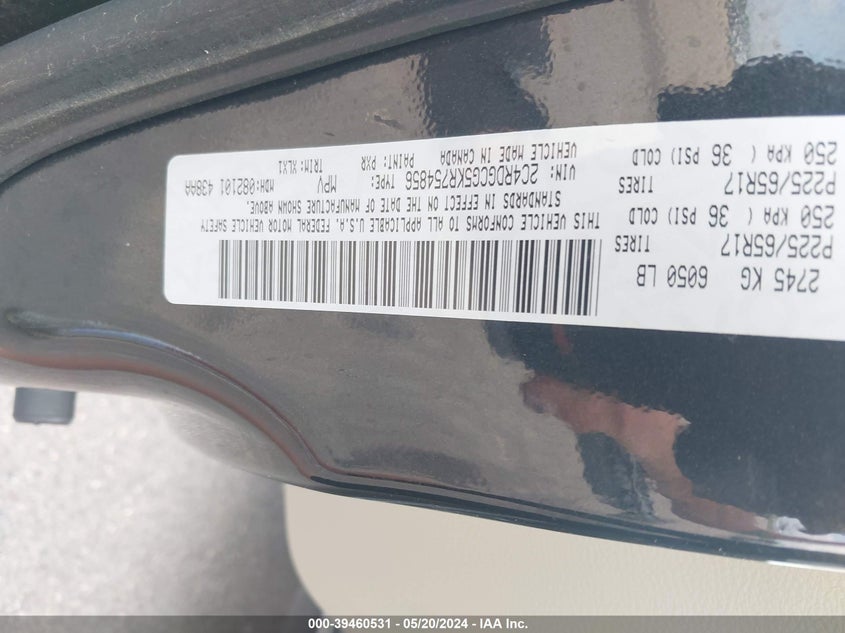 2745 KG
6050 LB
P225/65R17
TIRES
250 KPA ( 36 PSI) COLD
P225/65R17
TIRES
250 KPA ( 36 PSI) COLD
THIS VEHICLE CONFORMS TO ALL APPLICABLE U.S.A. FEDERAL MOTOR VEHICLE SAFETY
STANDARDS IN EFFECT ON THE DATE OF MANUFACTURE SHOWN ABOVE.
VIN: 2C4RDGCG5KR754856 TYPE: MPV MDH:082101 438AA
VEHICLE MADE IN CANADA PAINT: PXR TRIM: XLX1
000-39460531 - 05/20/2024 - IAA Inc.